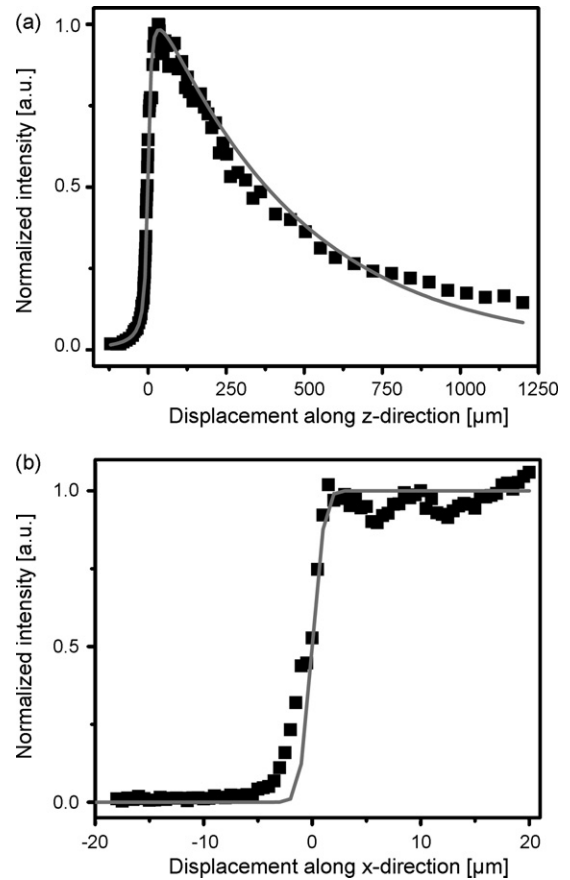 (a)
Normalized intensity [a.u.]
1.0
0.5
0.0
0 250 500 750 1000 1250
Displacement along z-direction [µm]
(b)
Normalized intensity [a.u.]
1.0
0.5
0.0
-20 -10 0 10 20
Displacement along x-direction [µm]